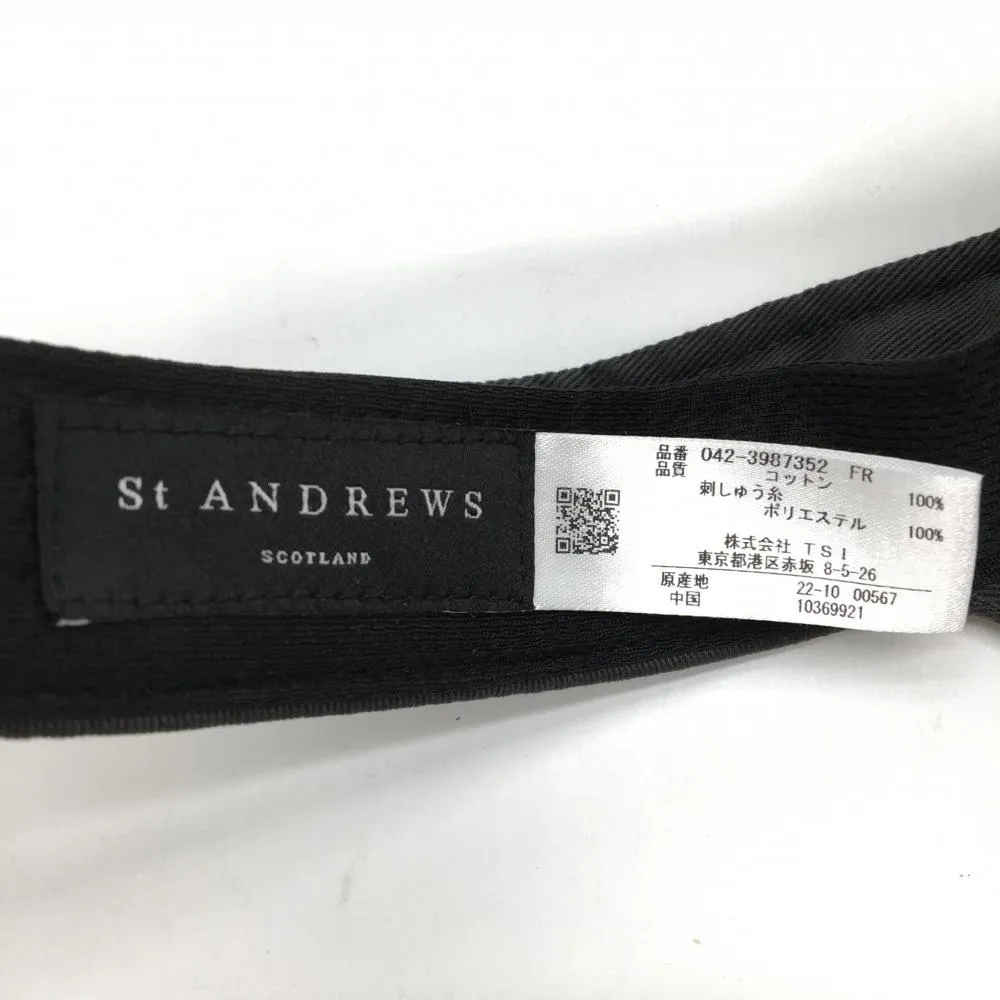 St ANDREWS
SCOTLAND
品番 042-3987352 FR
品質 コットン 100%
刺しゅう糸
ポリエステル 100%
株式会社 TSI
東京都港区赤坂 8-5-26
原産地 22-10 00567
中国 10369921